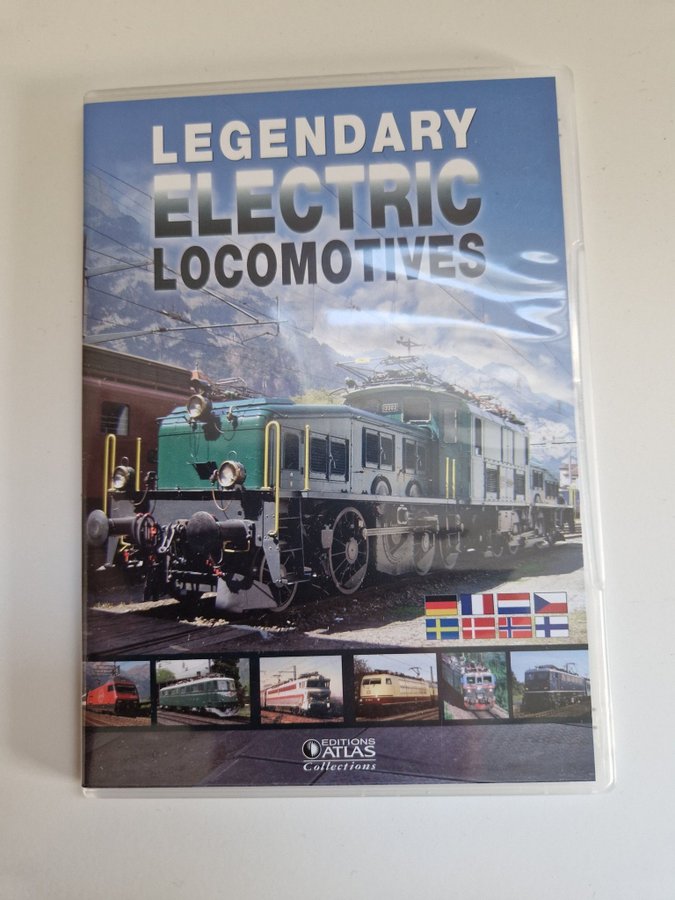 LEGENDARY
ELECTRIC
LOCOMOTIVES
EDITIONS
ATLAS
Collections